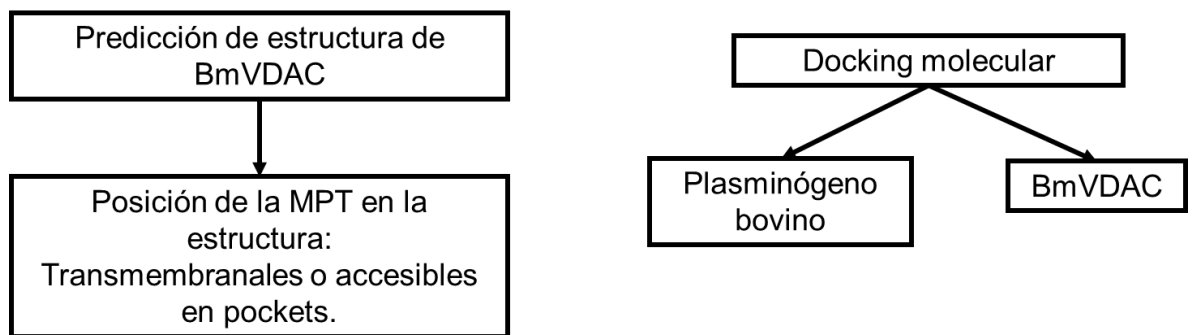 Predicción de estructura de
BmVDAC
Posición de la MPT en la
estructura:
Transmembranales o accesibles
en pockets.
Docking molecular
Plasminógeno
bovino
BmVDAC